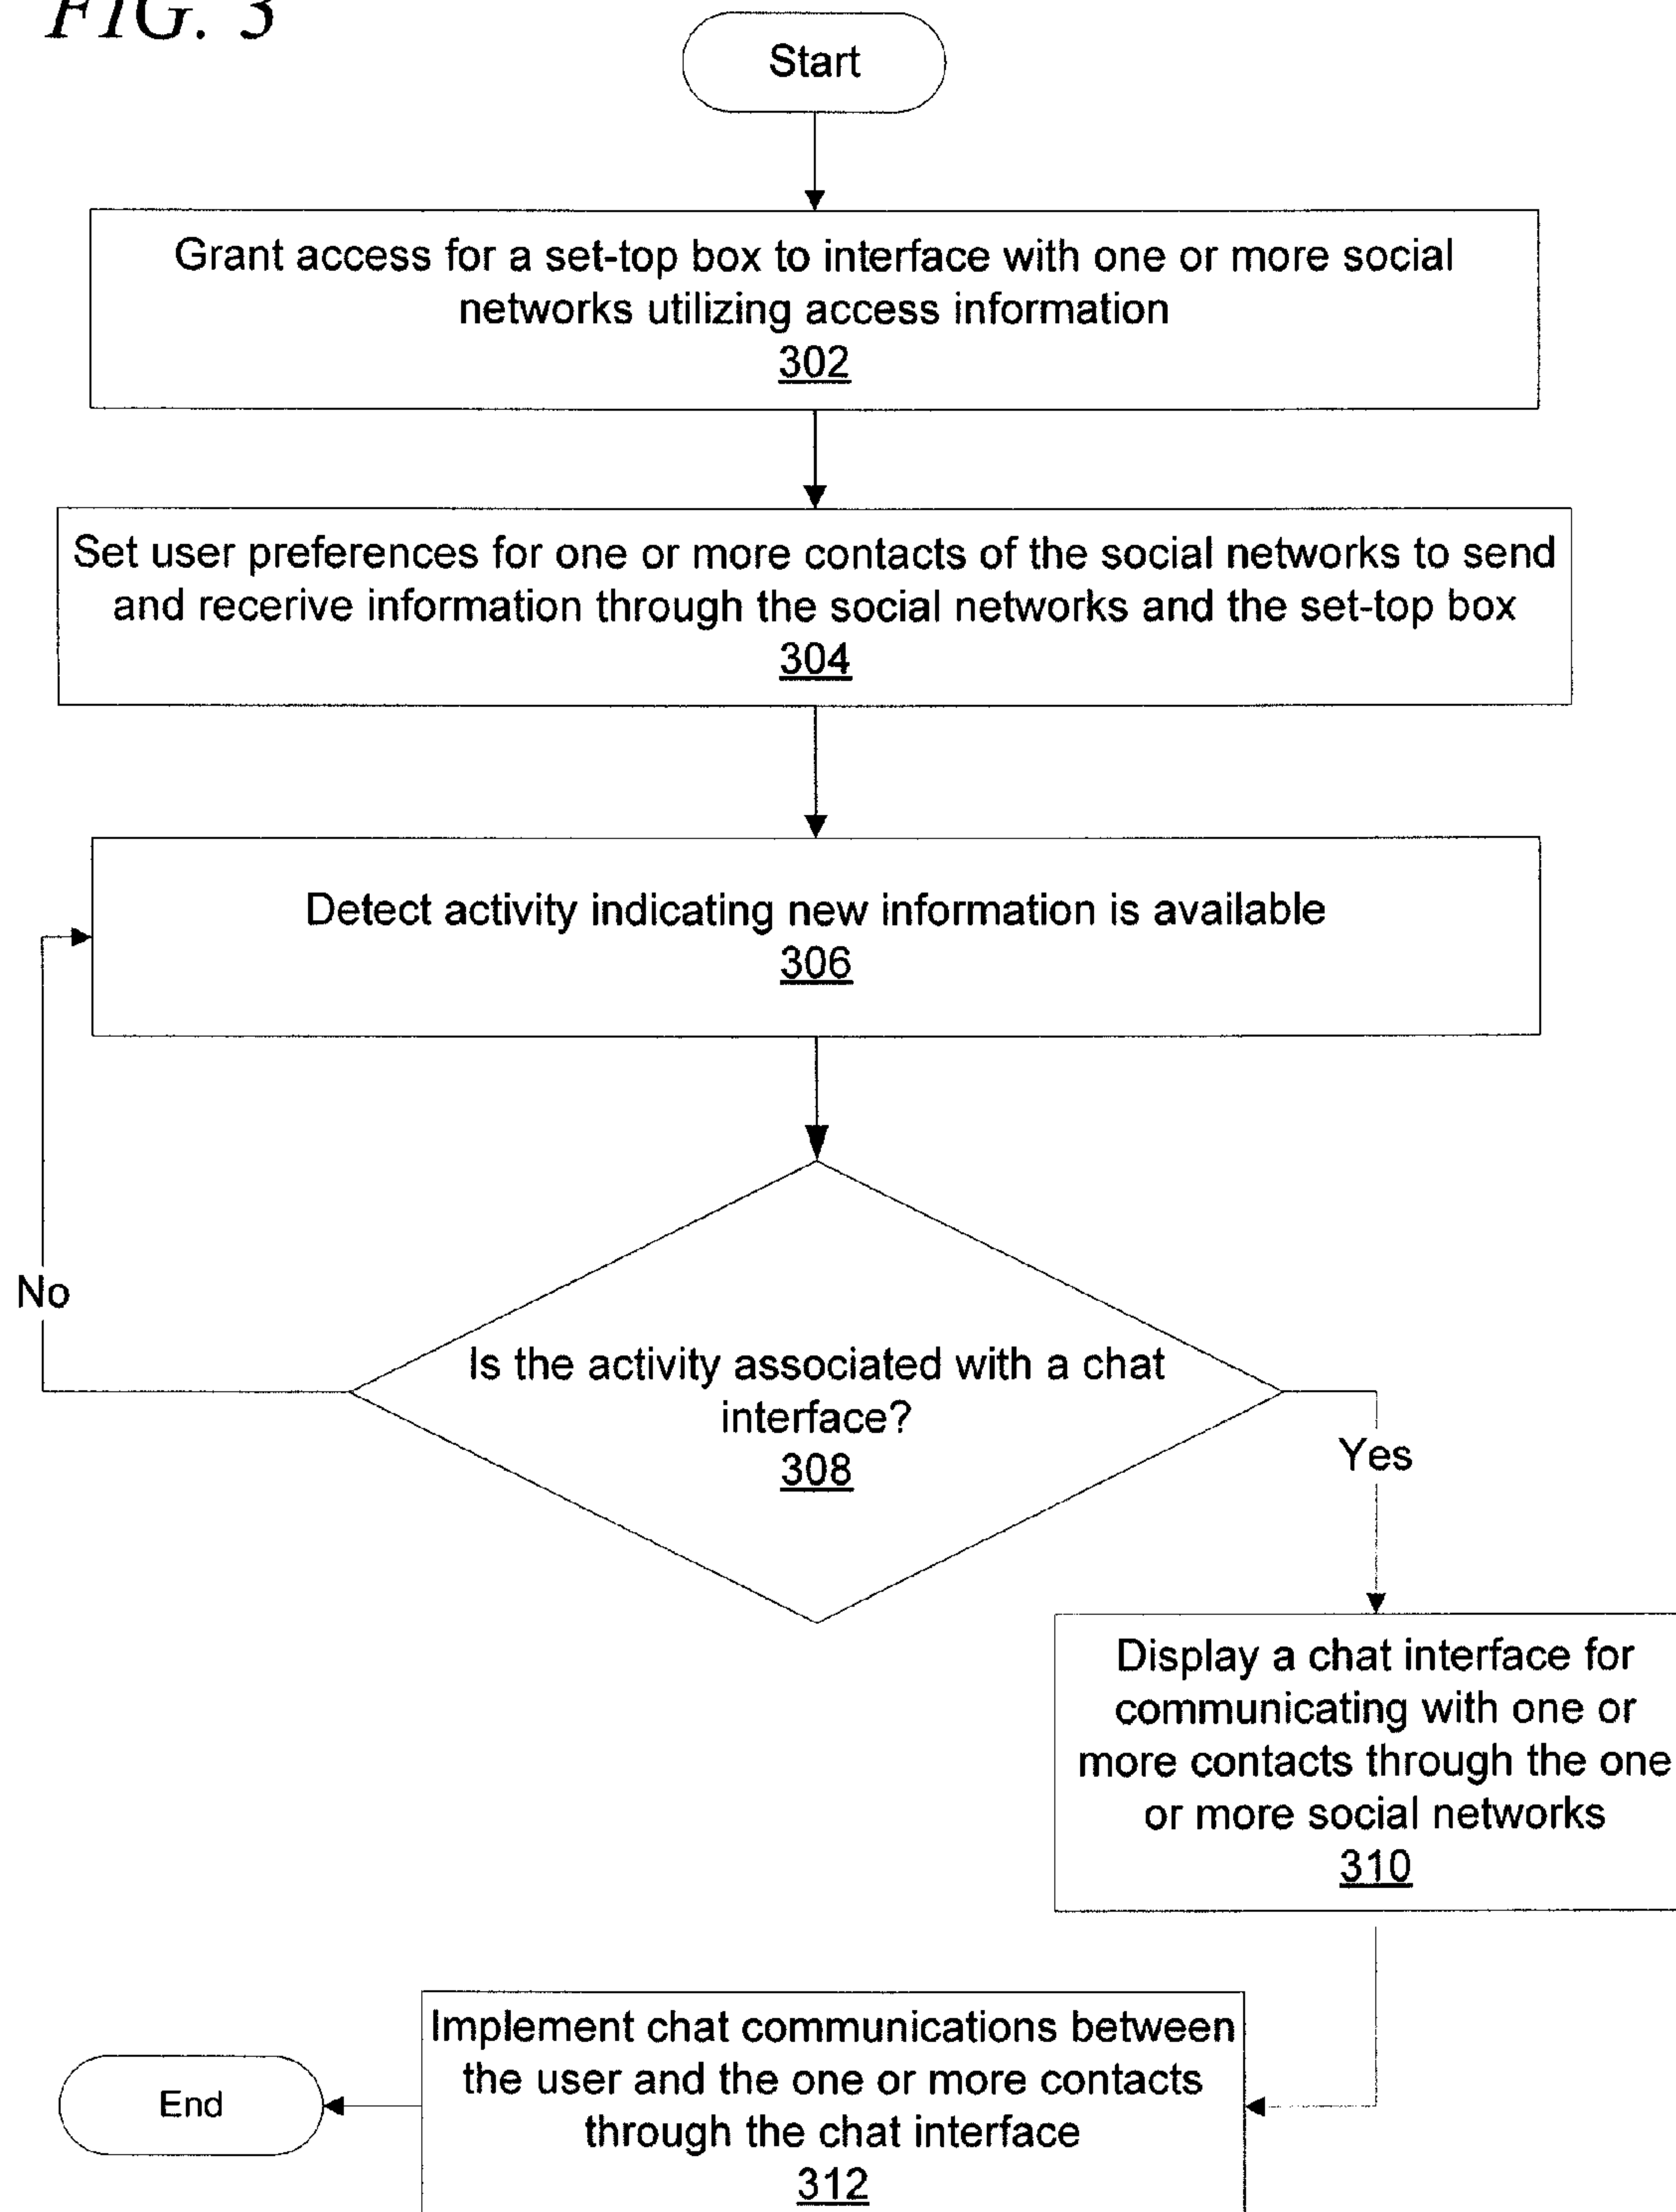 FIG. 3
Start
Grant access for a set-top box to interface with one or more social
networks utilizing access information
302
Set user preferences for one or more contacts of the social networks to send
and recerive information through the social networks and the set-top box
304
Detect activity indicating new information is available
306
No
Is the activity associated with a chat
interface?
308
Yes
Display a chat interface for
communicating with one or
more contacts through the one
or more social networks
310
Implement chat communications between
the user and the one or more contacts
through the chat interface
312
End